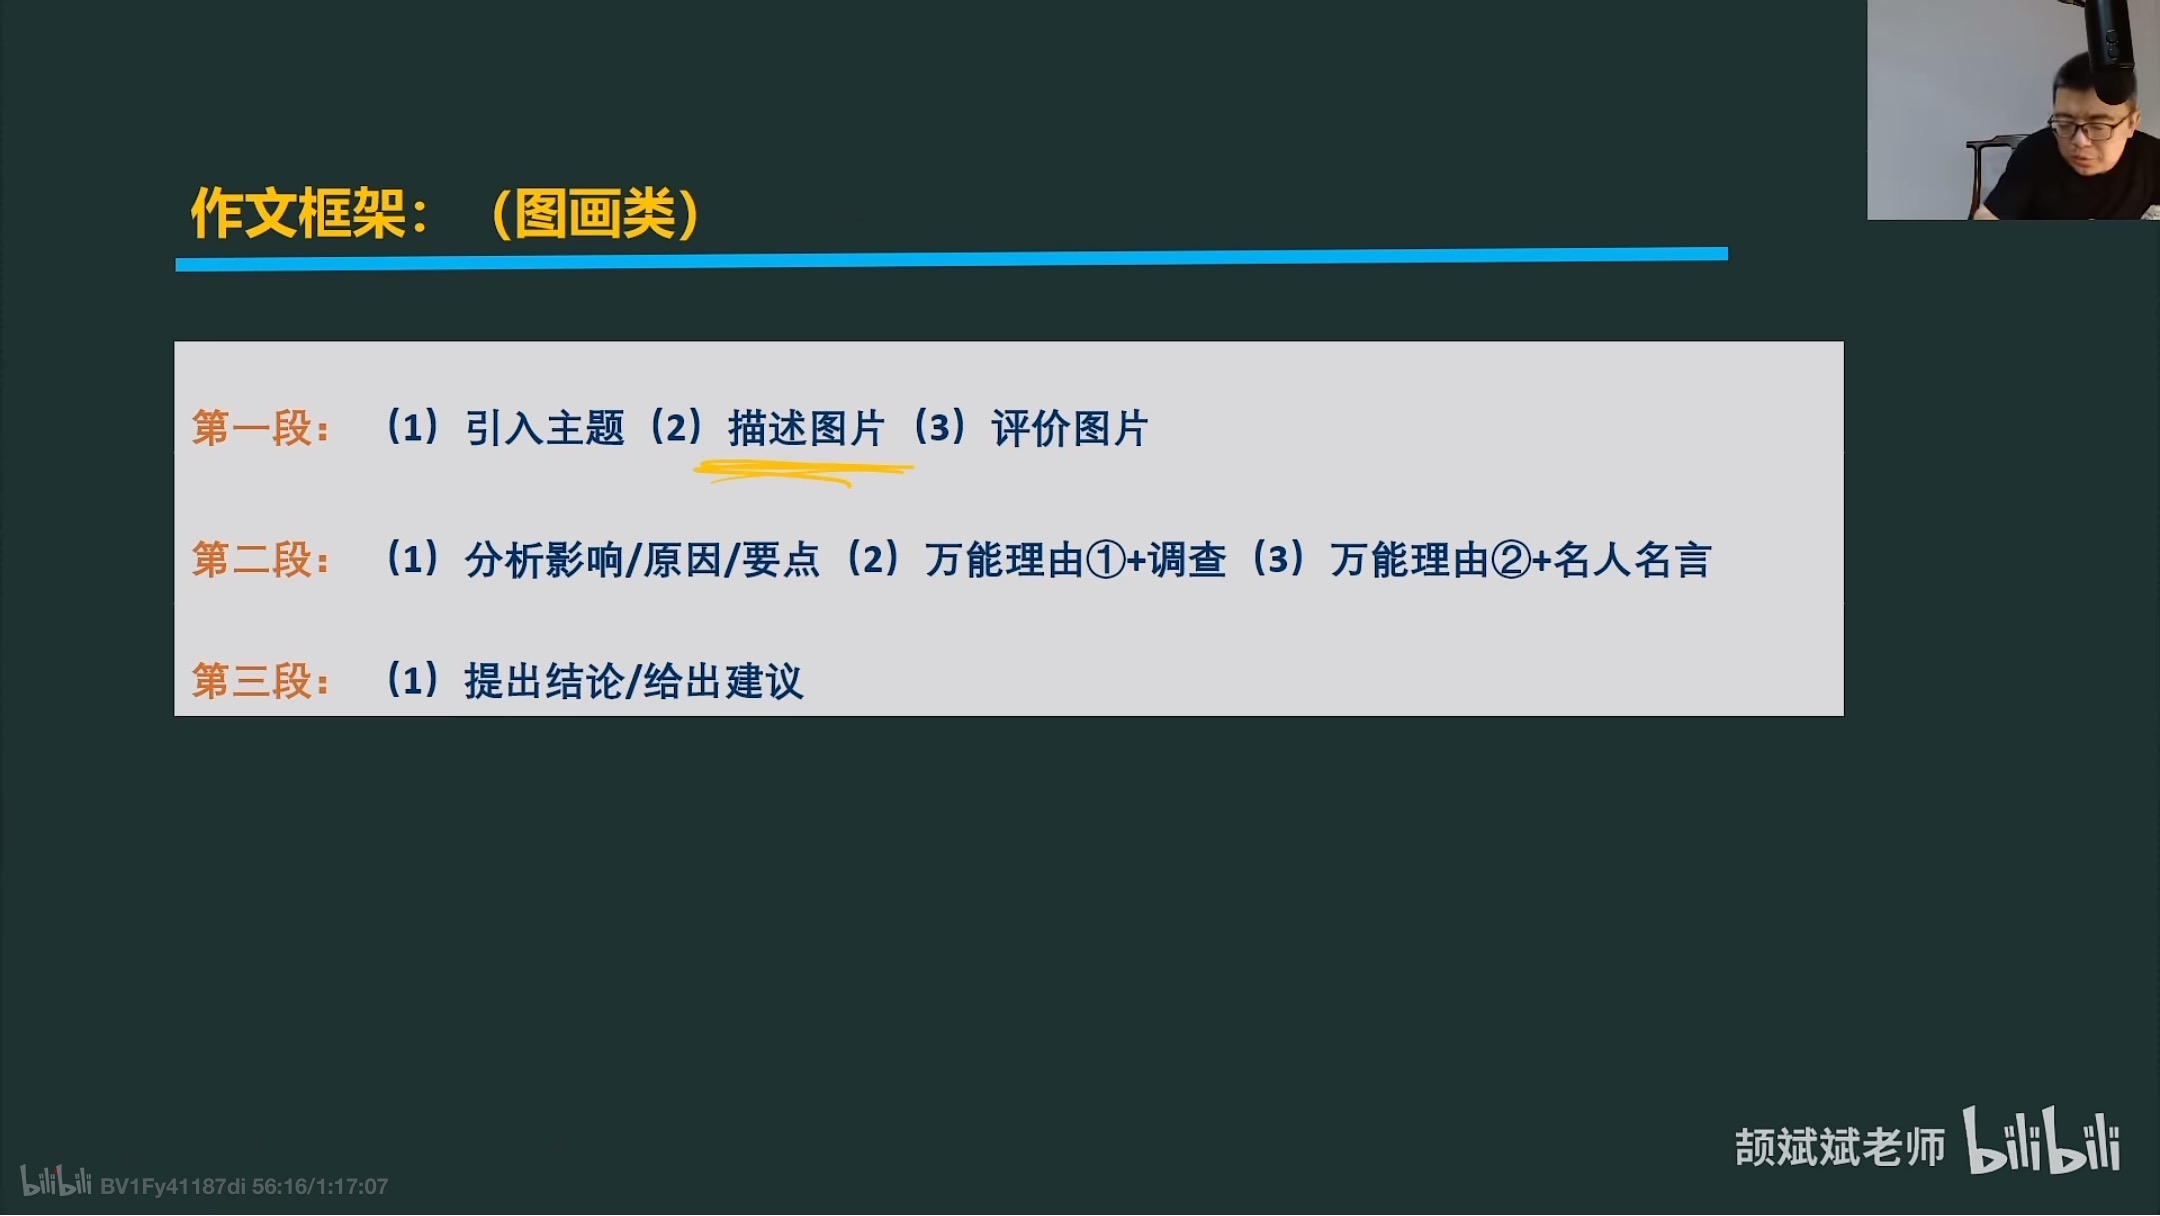 作文框架：（图画类）
第一段：（1）引入主题（2）描述图片（3）评价图片
第二段：（1）分析影响/原因/要点（2）万能理由①+调查（3）万能理由②+名人名言
第三段：（1）提出结论/给出建议
颉斌斌老师 bilibili
bilibili BV1Fy41187di 56:16/1:17:07